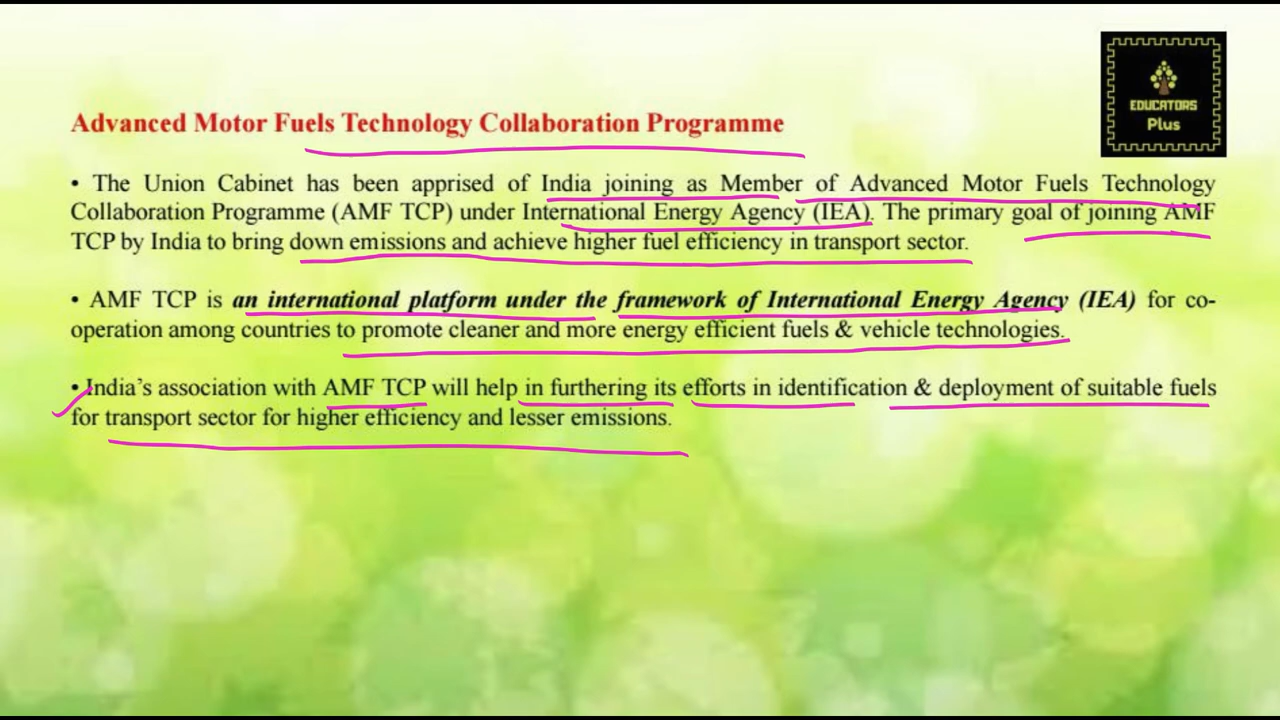 EDUCATORS
Plus
Advanced Motor Fuels Technology Collaboration Programme
• The Union Cabinet has been apprised of India joining as Member of Advanced Motor Fuels Technology
Collaboration Programme (AMF TCP) under International Energy Agency (IEA). The primary goal of joining AMF
TCP by India to bring down emissions and achieve higher fuel efficiency in transport sector.
• AMF TCP is an international platform under the framework of International Energy Agency (IEA) for co-
operation among countries to promote cleaner and more energy efficient fuels & vehicle technologies.
• India's association with AMF TCP will help in furthering its efforts in identification & deployment of suitable fuels
for transport sector for higher efficiency and lesser emissions.